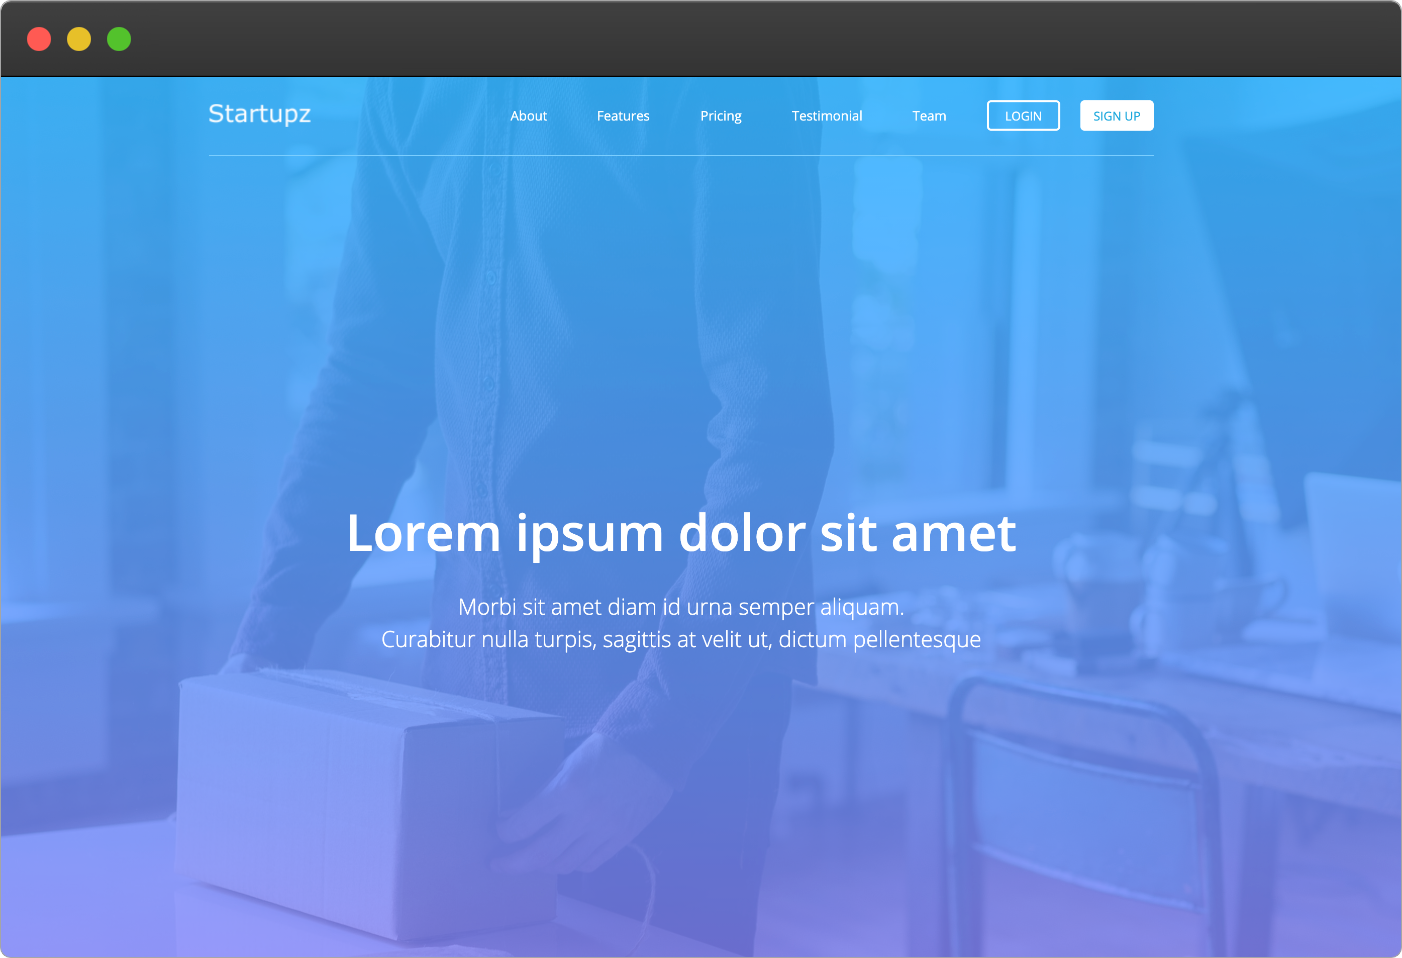 Startupz
About Features Pricing Testimonial Team LOGIN SIGN UP
Lorem ipsum dolor sit amet
Morbi sit amet diam id urna semper aliquam.
Curabitur nulla turpis, sagittis at velit ut, dictum pellentesque